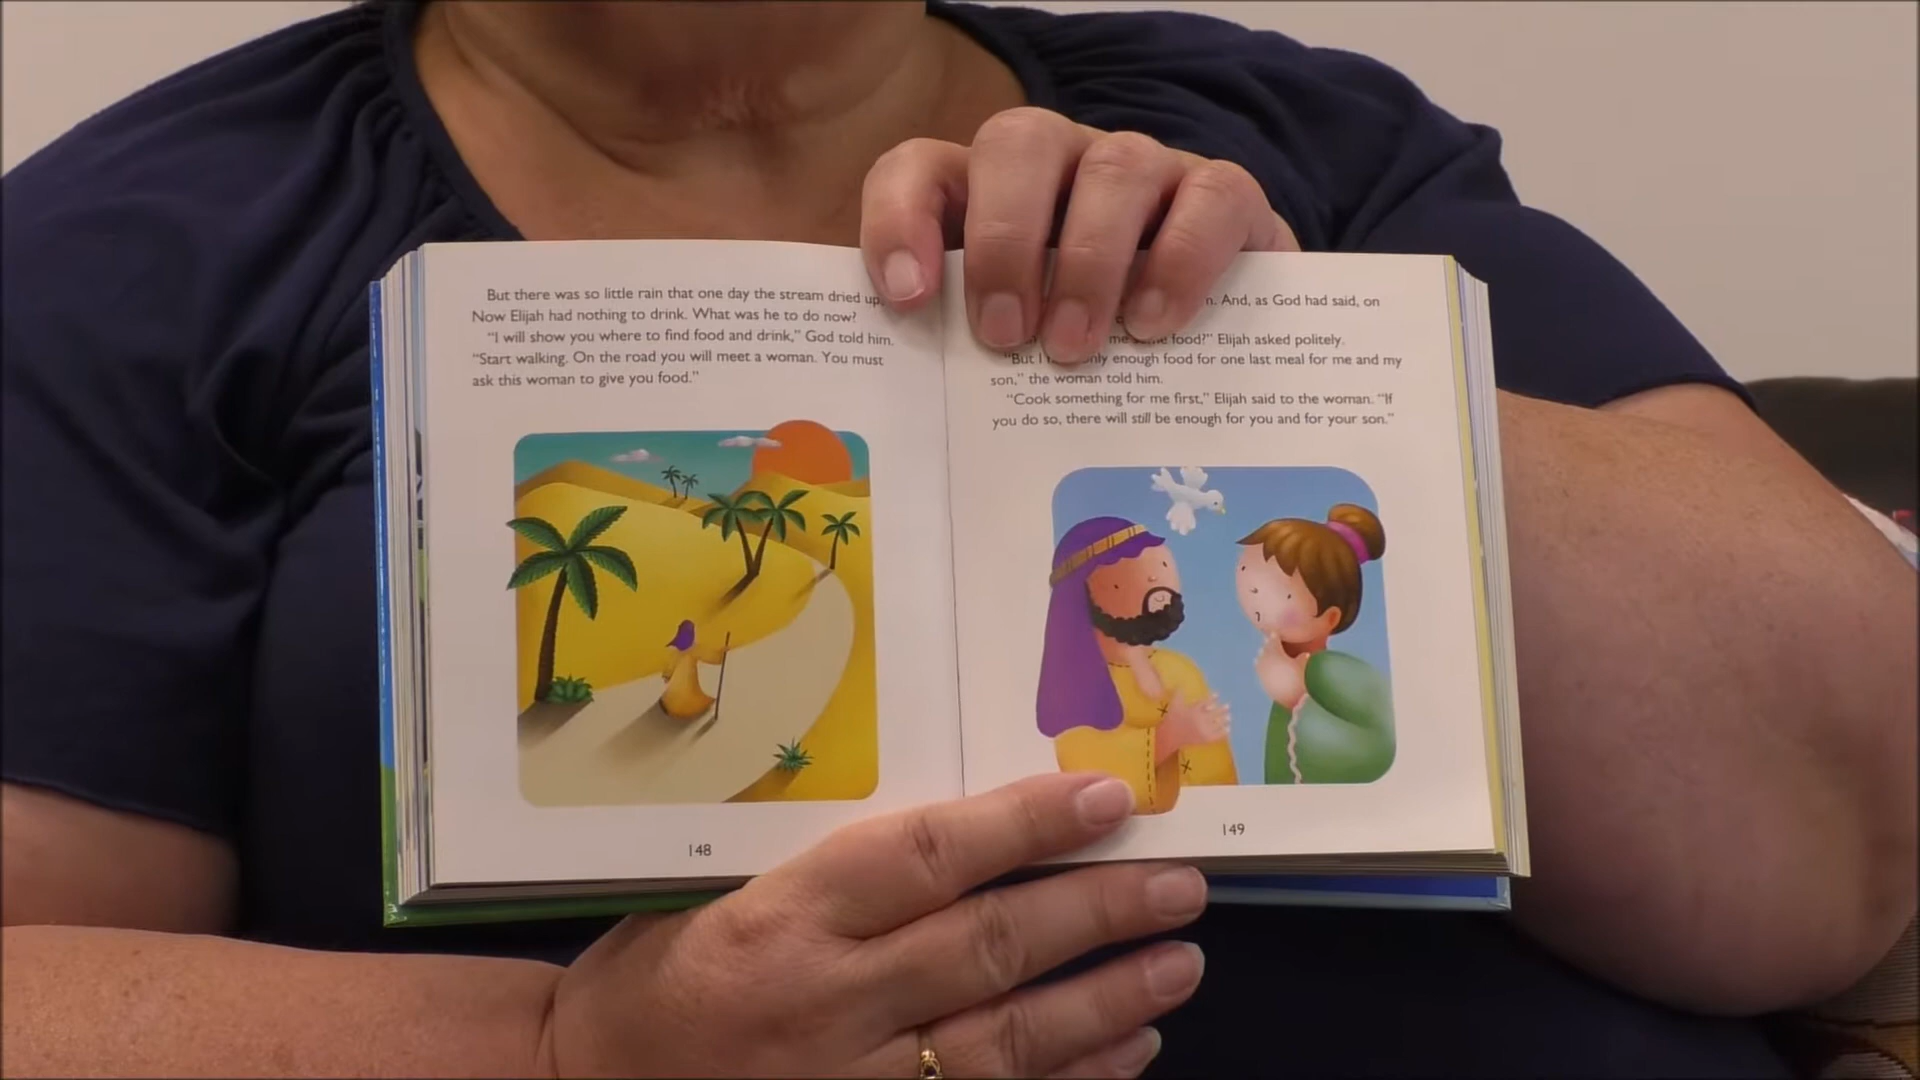 But there was so little rain that one day the stream dried up.
Now Elijah had nothing to drink. What was he to do now?
“I will show you where to find food and drink,” God told him.
“Start walking. On the road you will meet a woman. You must
ask this woman to give you food.”
148
And, as God had said, on
me some food?” Elijah asked politely.
“But I only enough food for one last meal for me and my
son,” the woman told him.
“Cook something for me first,” Elijah said to the woman. “If
you do so, there will still be enough for you and for your son.”
149